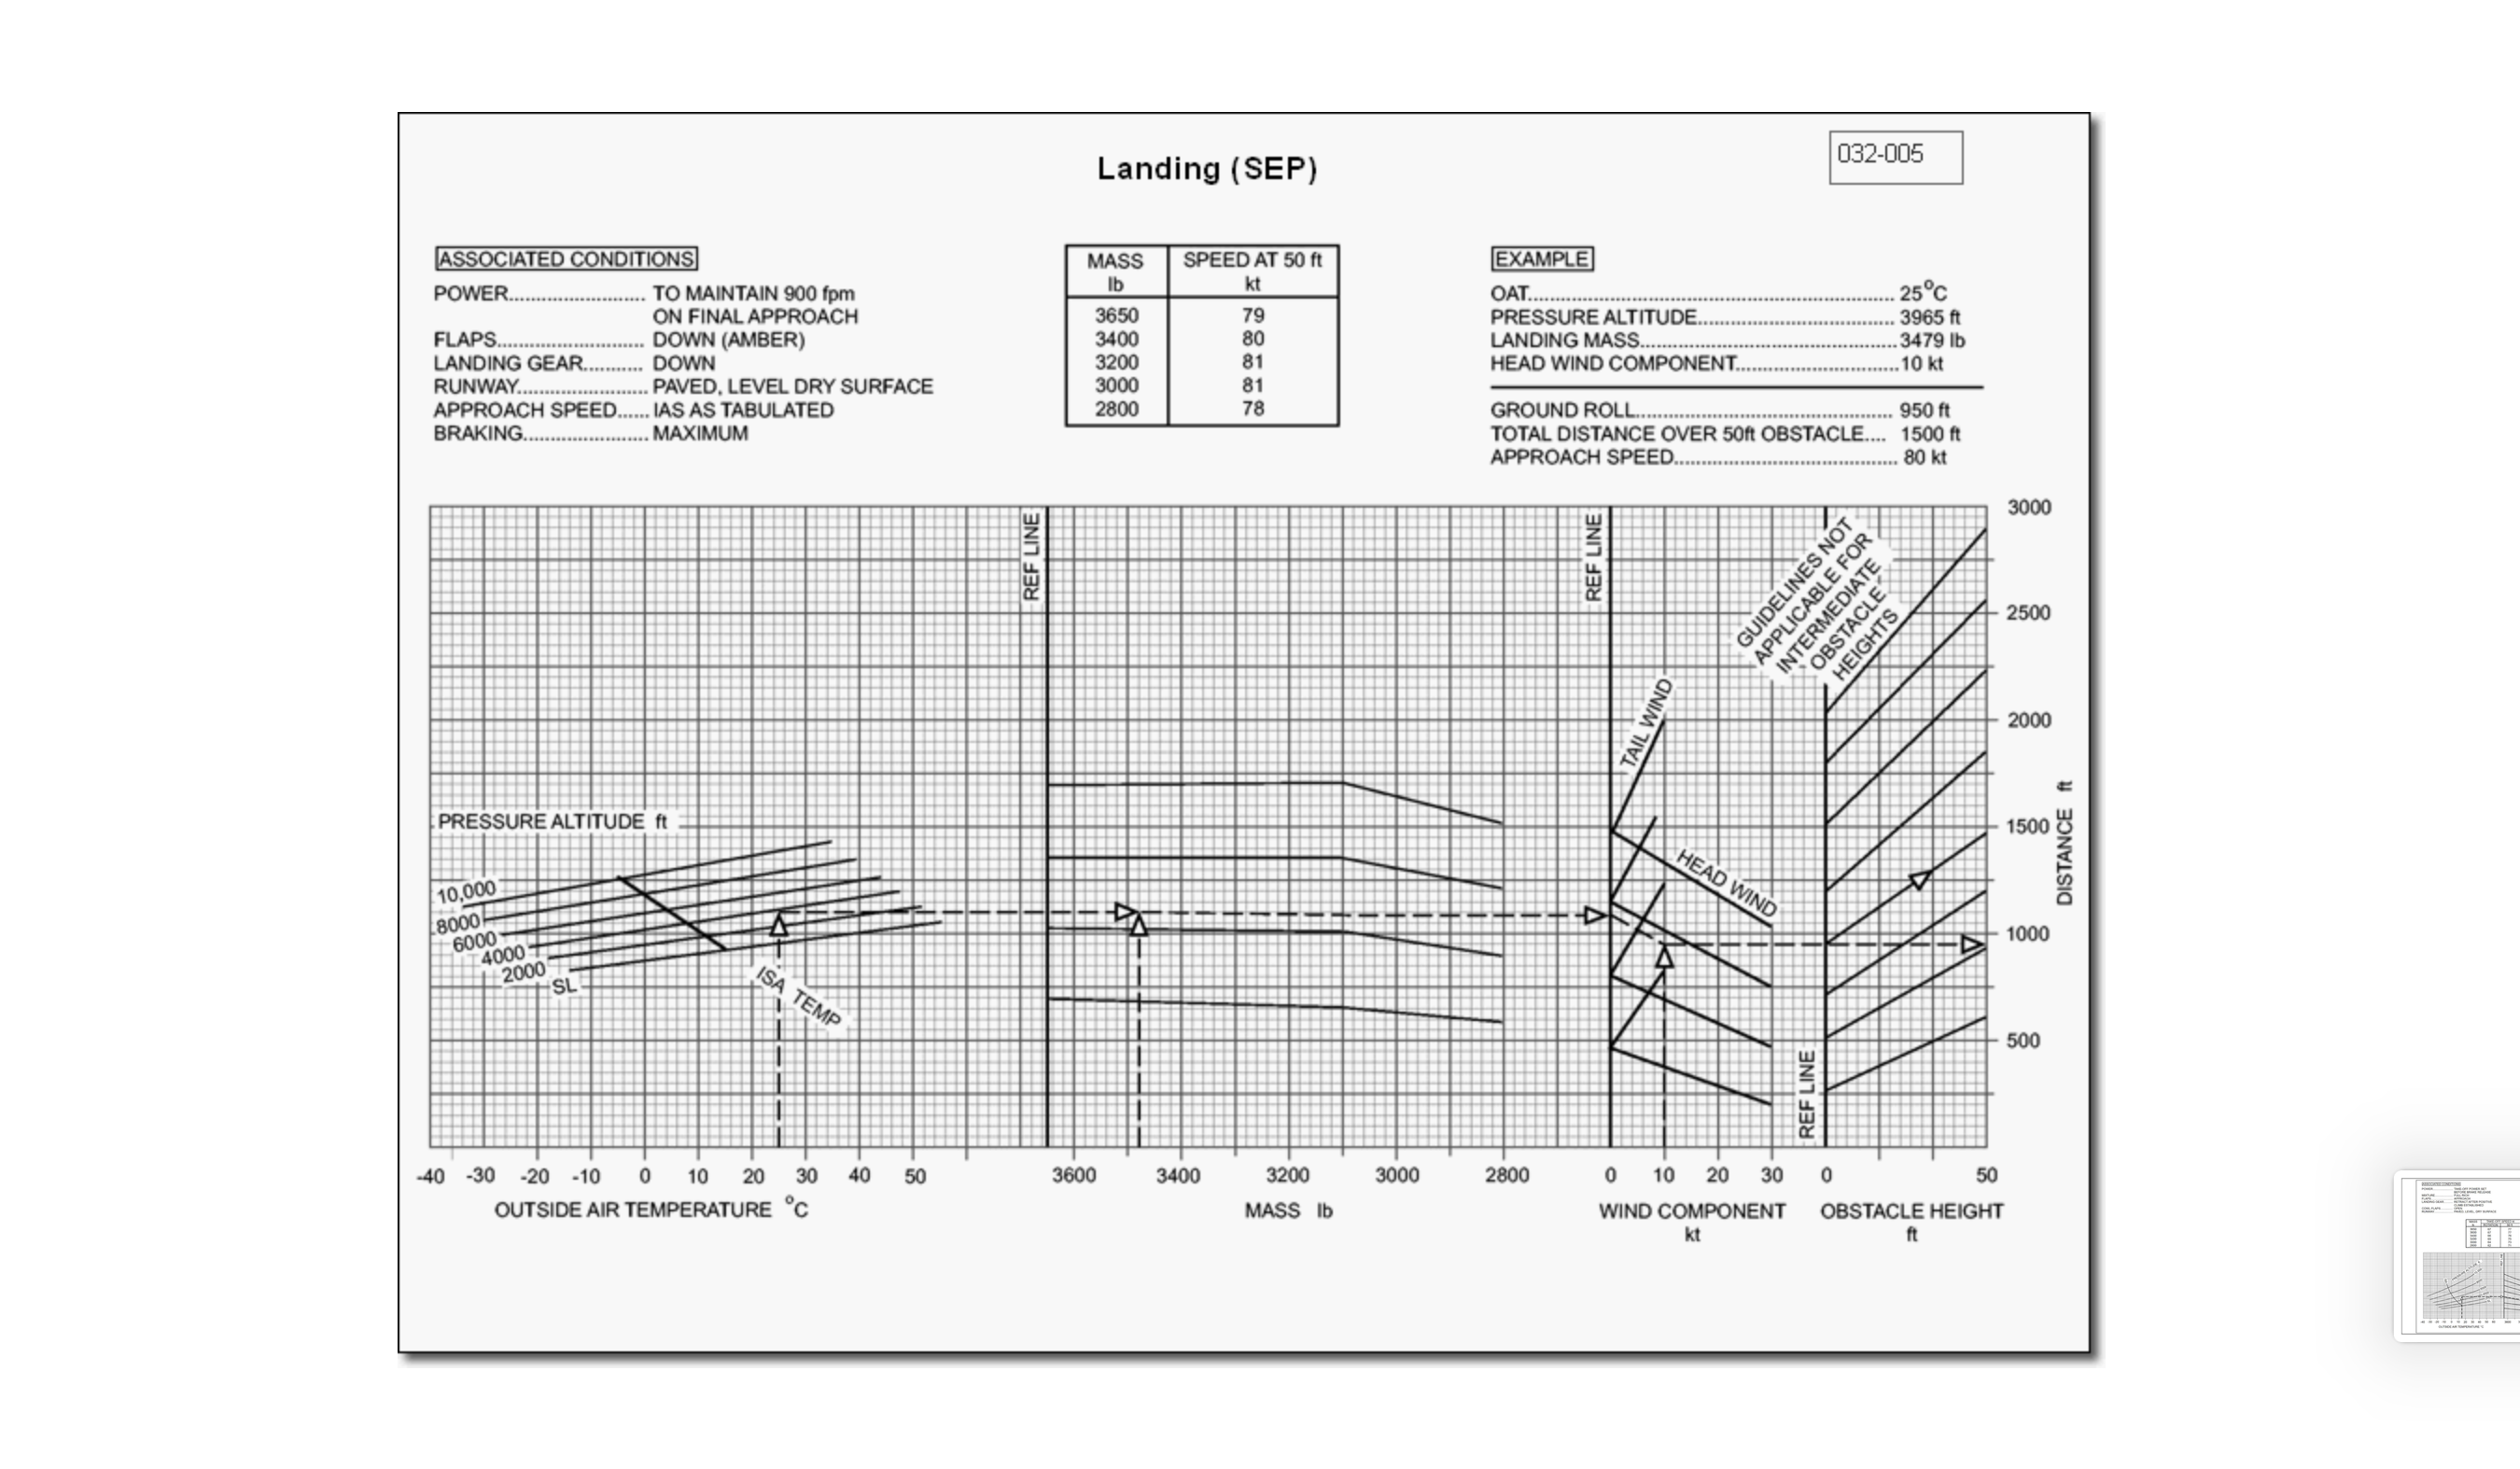 032-005
Landing (SEP)
ASSOCIATED CONDITIONS
POWER......................... TO MAINTAIN 900 fpm
ON FINAL APPROACH
FLAPS........................... DOWN (AMBER)
LANDING GEAR........... DOWN
RUNWAY........................ PAVED, LEVEL DRY SURFACE
APPROACH SPEED...... IAS AS TABULATED
BRAKING....................... MAXIMUM
MASS SPEED AT 50 ft
lb kt
3650 79
3400 80
3200 81
3000 81
2800 78
EXAMPLE
OAT.................................................................... 25°C
PRESSURE ALTITUDE..................................... 3965 ft
LANDING MASS............................................... 3479 lb
HEAD WIND COMPONENT.............................. 10 kt
GROUND ROLL............................................... 950 ft
TOTAL DISTANCE OVER 50ft OBSTACLE.... 1500 ft
APPROACH SPEED......................................... 80 kt
REF LINE
REF LINE
GUIDELINES NOT
APPLICABLE FOR
INTERMEDIATE
OBSTACLE
HEIGHTS
3000
2500
2000
1500
1000
500
DISTANCE ft
TAIL WIND
HEAD WIND
PRESSURE ALTITUDE ft
10,000
8000
6000
4000
2000
SL
ISA TEMP
REF LINE
-40 -30 -20 -10 0 10 20 30 40 50 3600 3400 3200 3000 2800 0 10 20 30 0 50
OUTSIDE AIR TEMPERATURE °C MASS lb WIND COMPONENT OBSTACLE HEIGHT
kt ft